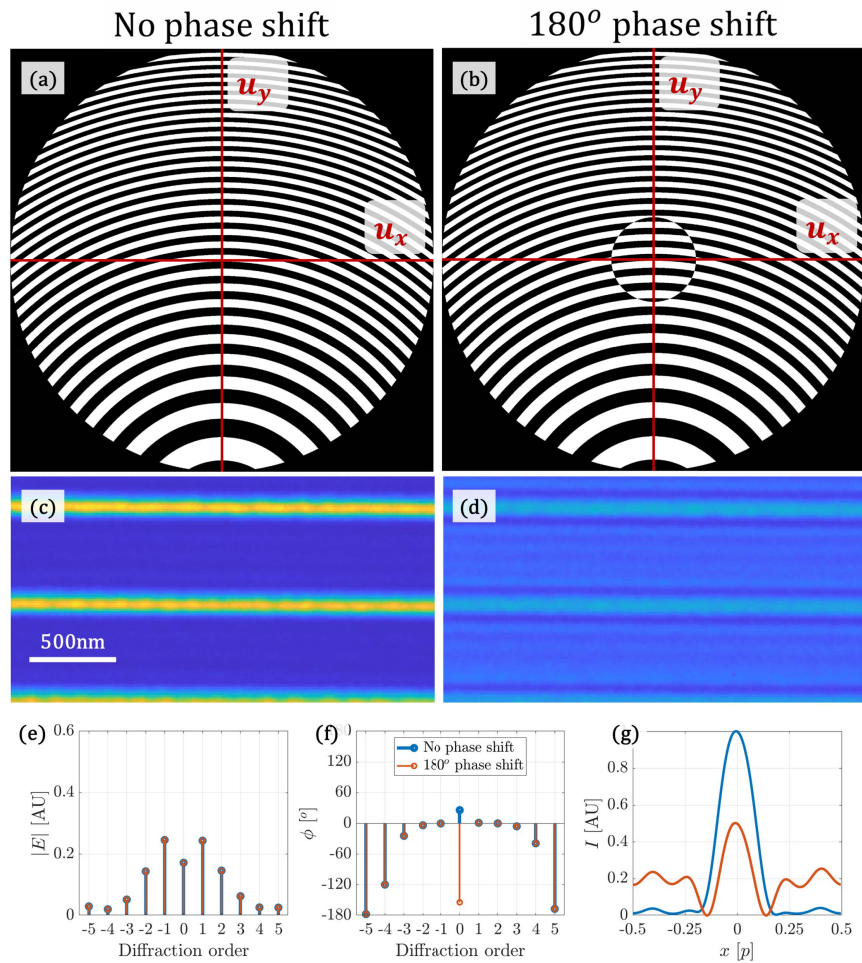 No phase shift
180° phase shift
(a)
u_y
u_x
(b)
u_y
u_x
(c)
500nm
(d)
(e)
0.6
0.4
0.2
0
|E| [AU]
-5 -4 -3 -2 -1 0 1 2 3 4 5
Diffraction order
(f)
180
120
60
0
-60
-120
-180
ϕ [°]
No phase shift
180° phase shift
-5 -4 -3 -2 -1 0 1 2 3 4 5
Diffraction order
(g)
1
0.8
0.6
0.4
0.2
0
I [AU]
-0.5 -0.25 0 0.25 0.5
x [p]